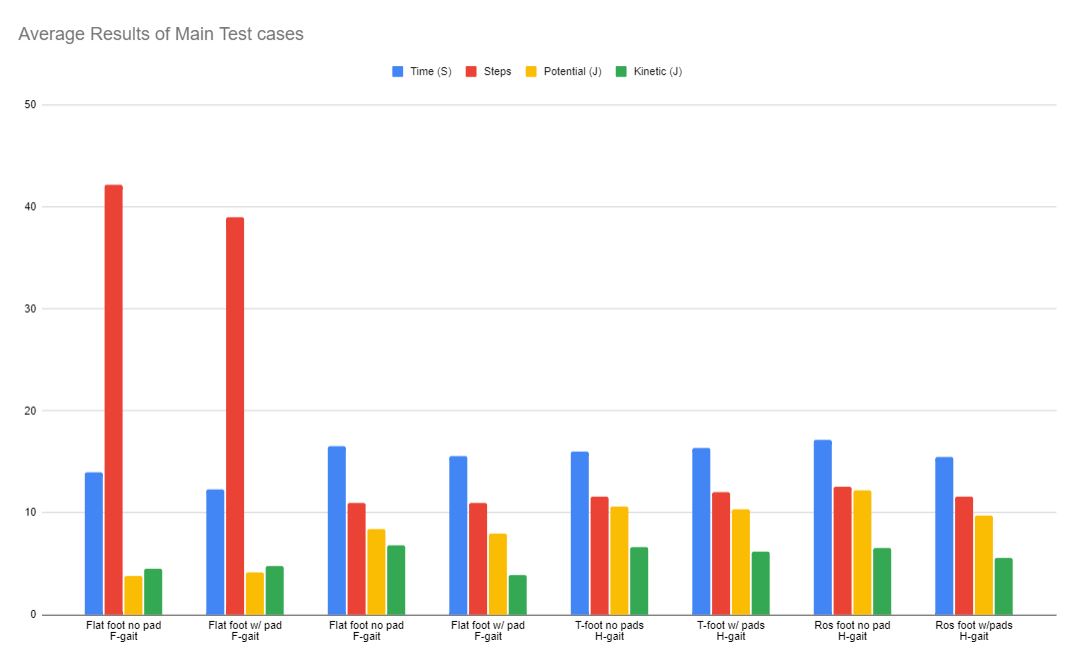 Average Results of Main Test cases
Time (S) Steps Potential (J) Kinetic (J)
50
40
30
20
10
0
Flat foot no pad F-gait
Flat foot w/ pad F-gait
Flat foot no pad F-gait
Flat foot w/ pad F-gait
T-foot no pads H-gait
T-foot w/ pads H-gait
Ros foot no pad H-gait
Ros foot w/pads H-gait